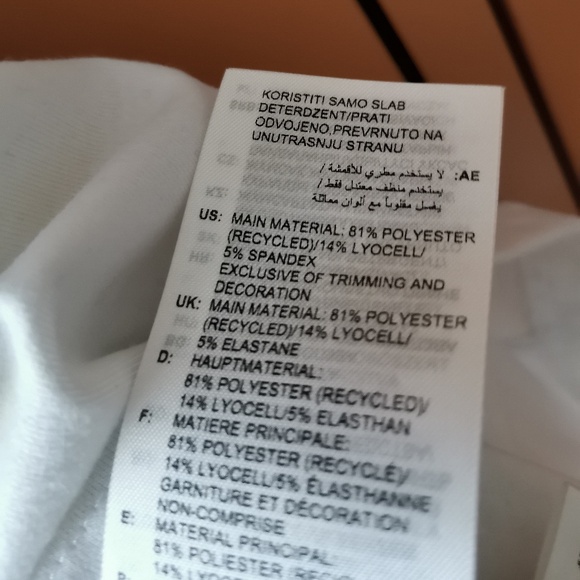 KORISTITI SAMO SLAB
DETERDZENT/PRATI
ODVOJENO,PREVRNUTO NA
UNUTRASNJU STRANU
AE: لا يستخدم مطري للأقمشة /
يستخدم منظف معتدل فقط /
يغسل مقلوباً مع ألوان مماثلة
US: MAIN MATERIAL: 81% POLYESTER
(RECYCLED)/14% LYOCELL/
5% SPANDEX
EXCLUSIVE OF TRIMMING AND
DECORATION
UK: MAIN MATERIAL: 81% POLYESTER
(RECYCLED)/14% LYOCELL/
5% ELASTANE
D: HAUPTMATERIAL:
81% POLYESTER (RECYCLED)/
14% LYOCELL/5% ELASTHAN
F: MATIERE PRINCIPALE:
81% POLYESTER (RECYCLÉ)/
14% LYOCELL/5% ÉLASTHANNE
GARNITURE ET DÉCORATION
NON-COMPRISE
E: MATERIAL PRINCIPAL:
81% POLIESTER
14% LYOCELL/5%